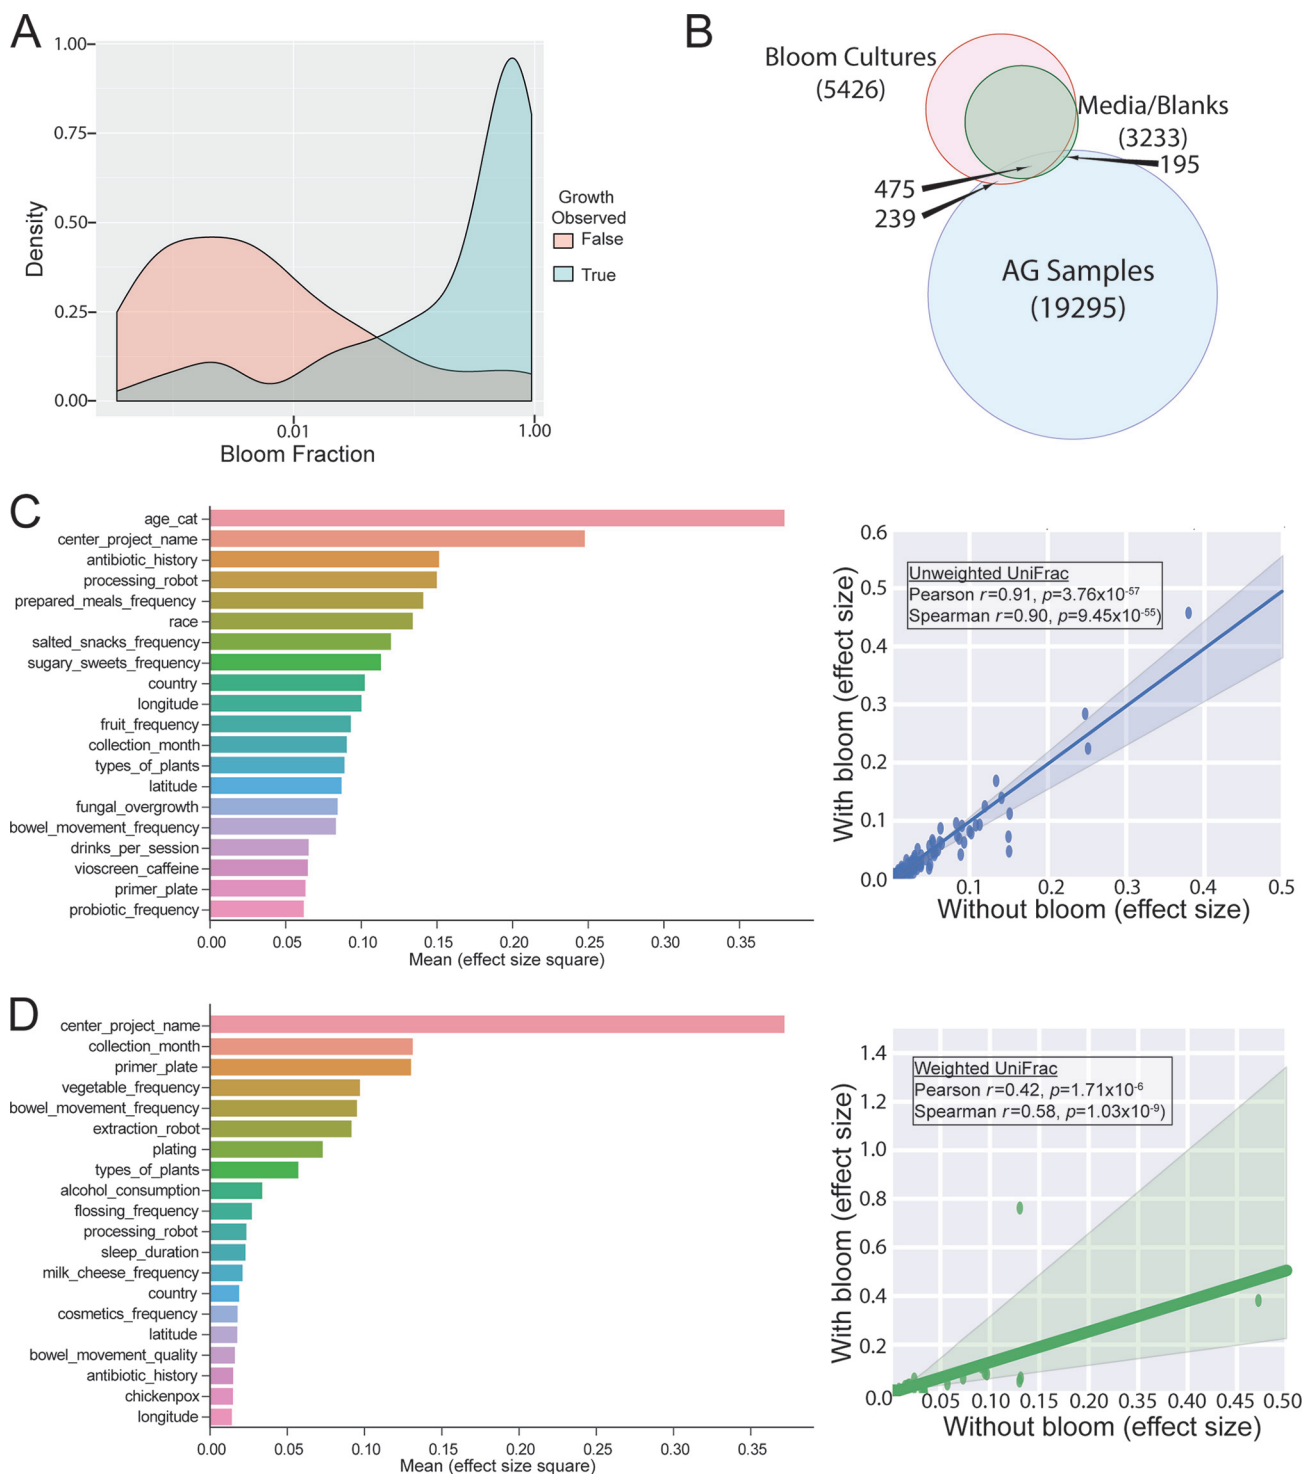 A
1.00
0.75
0.50
0.25
0.00
Density
0.01
1.00
Bloom Fraction
Growth
Observed
False
True
B
Bloom Cultures
(5426)
Media/Blanks
(3233)
195
475
239
AG Samples
(19295)
C
age_cat
center_project_name
antibiotic_history
processing_robot
prepared_meals_frequency
race
salted_snacks_frequency
sugary_sweets_frequency
country
longitude
fruit_frequency
collection_month
types_of_plants
latitude
fungal_overgrowth
bowel_movement_frequency
drinks_per_session
vioscreen_caffeine
primer_plate
probiotic_frequency
0.00 0.05 0.10 0.15 0.20 0.25 0.30 0.35
Mean (effect size square)
0.6
0.5
0.4
0.3
0.2
0.1
0.0
With bloom (effect size)
Unweighted UniFrac
Pearson r=0.91, p=3.76x10-57
Spearman r=0.90, p=9.45x10-55)
0.1 0.2 0.3 0.4 0.5
Without bloom (effect size)
D
center_project_name
collection_month
primer_plate
vegetable_frequency
bowel_movement_frequency
extraction_robot
plating
types_of_plants
alcohol_consumption
flossing_frequency
processing_robot
sleep_duration
milk_cheese_frequency
country
cosmetics_frequency
latitude
bowel_movement_quality
antibiotic_history
chickenpox
longitude
0.00 0.05 0.10 0.15 0.20 0.25 0.30 0.35
Mean (effect size square)
1.4
1.2
1.0
0.8
0.6
0.4
0.2
0.0
With bloom (effect size)
Weighted UniFrac
Pearson r=0.42, p=1.71x10-6
Spearman r=0.58, p=1.03x10-9)
0.05 0.10 0.15 0.20 0.25 0.30 0.35 0.40 0.45 0.50
Without bloom (effect size)